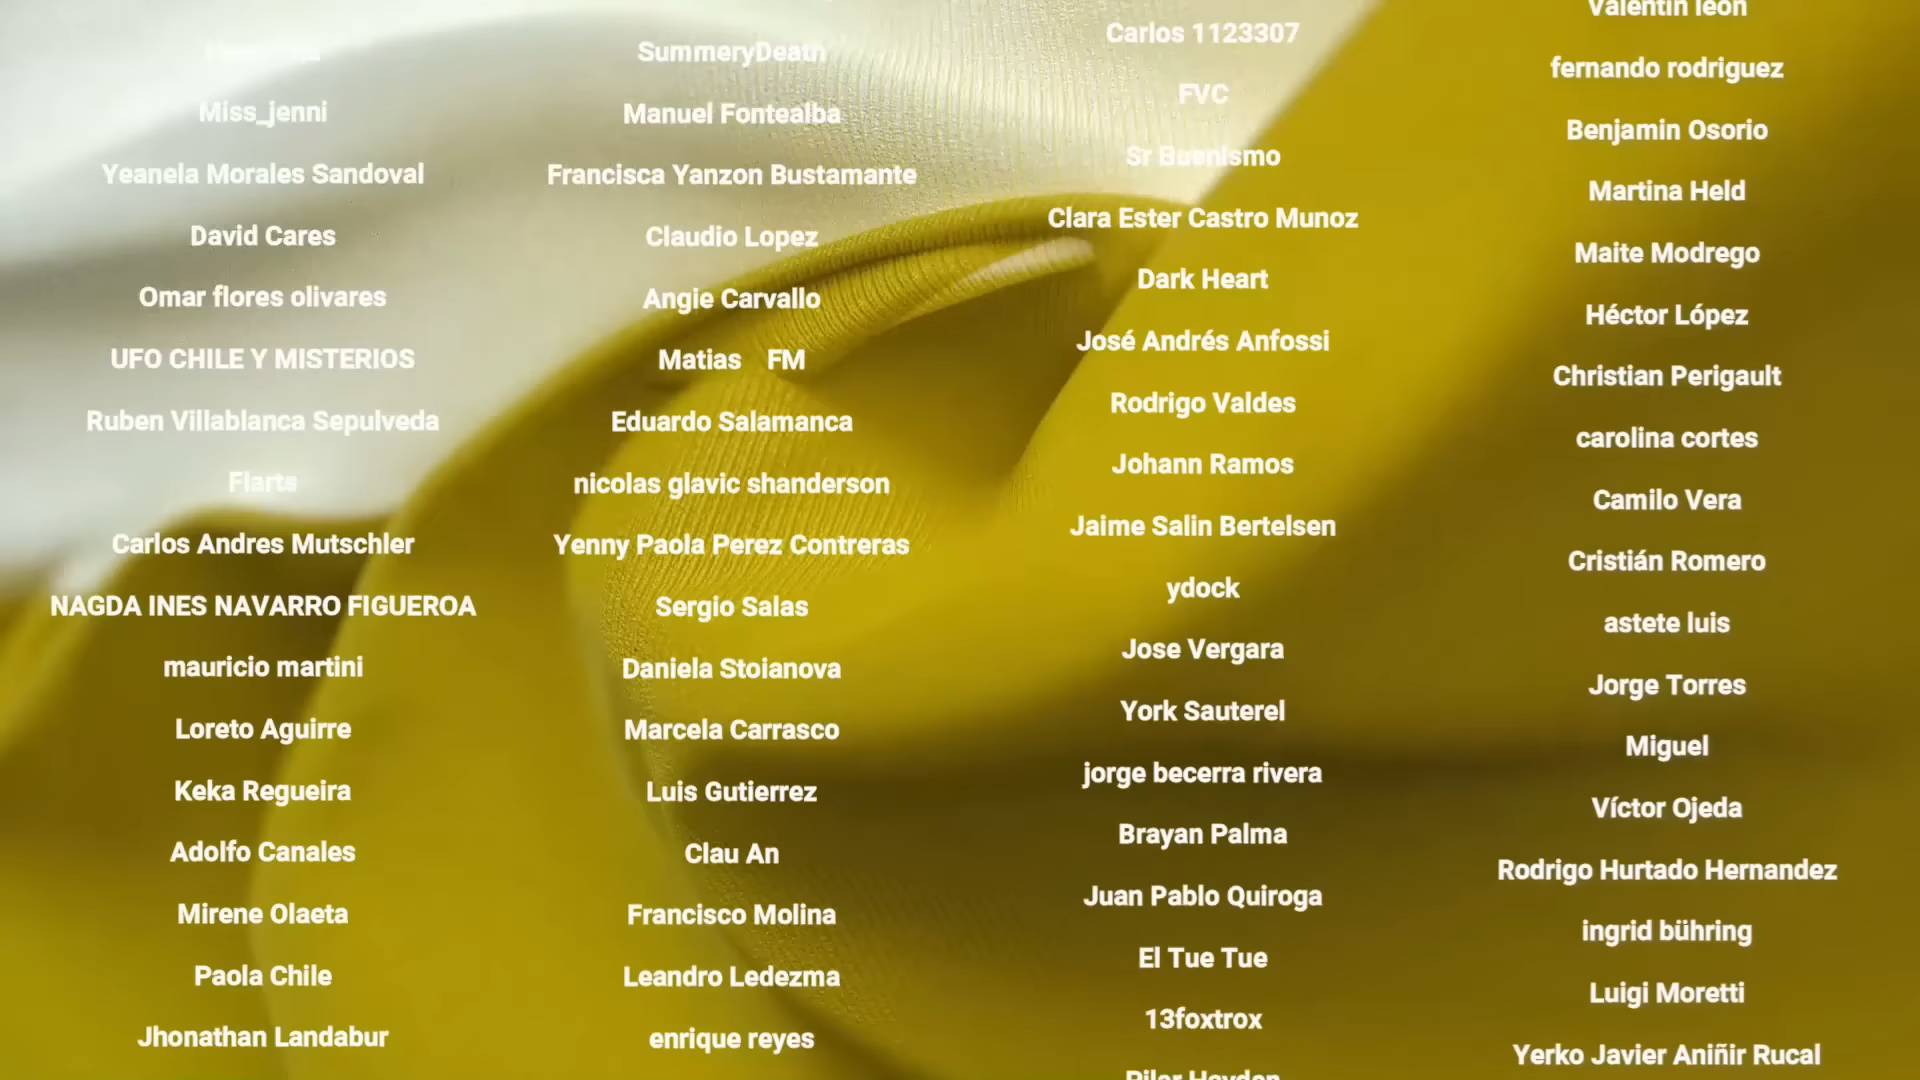 Miss_jenni
Yeanela Morales Sandoval
David Cares
Omar flores olivares
UFO CHILE Y MISTERIOS
Ruben Villablanca Sepulveda
Flarts
Carlos Andres Mutschler
NAGDA INES NAVARRO FIGUEROA
mauricio martini
Loreto Aguirre
Keka Regueira
Adolfo Canales
Mirene Olaeta
Paola Chile
Jhonathan Landabur
SummeryDeath
Manuel Fontealba
Francisca Yanzon Bustamante
Claudio Lopez
Angie Carvallo
Matias FM
Eduardo Salamanca
nicolas glavic shanderson
Yenny Paola Perez Contreras
Sergio Salas
Daniela Stoianova
Marcela Carrasco
Luis Gutierrez
Clau An
Francisco Molina
Leandro Ledezma
enrique reyes
Carlos 1123307
FVC
Sr Buenismo
Clara Ester Castro Munoz
Dark Heart
José Andrés Anfossi
Rodrigo Valdes
Johann Ramos
Jaime Salin Bertelsen
ydock
Jose Vergara
York Sauterel
jorge becerra rivera
Brayan Palma
Juan Pablo Quiroga
El Tue Tue
13foxtrox
Pilar Hayden
Valentin leon
fernando rodriguez
Benjamin Osorio
Martina Held
Maite Modrego
Héctor López
Christian Perigault
carolina cortes
Camilo Vera
Cristián Romero
astete luis
Jorge Torres
Miguel
Víctor Ojeda
Rodrigo Hurtado Hernandez
ingrid bühring
Luigi Moretti
Yerko Javier Aniñir Rucal